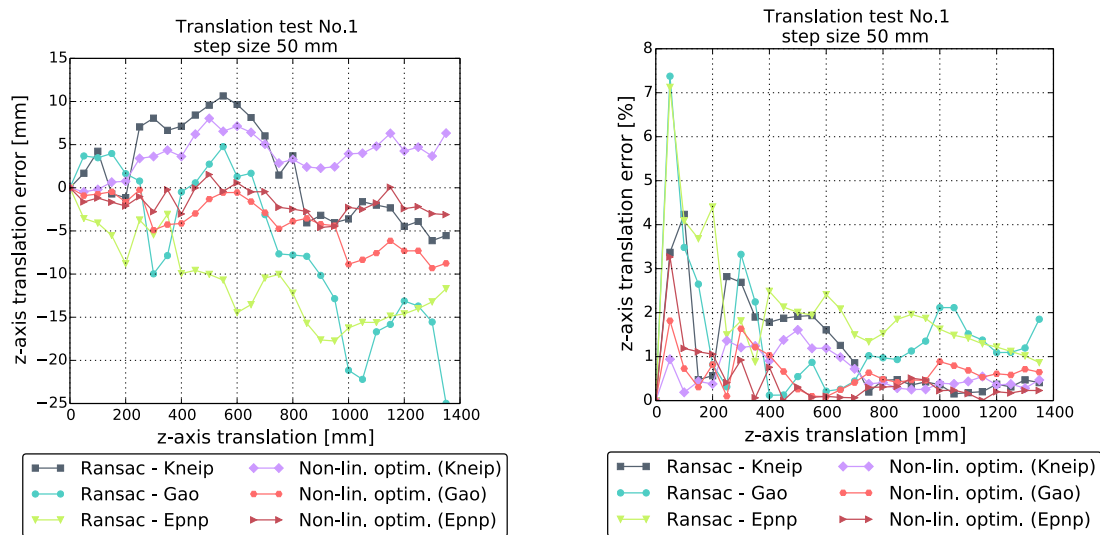 Translation test No.1
step size 50 mm
z-axis translation error [mm]
15
10
5
0
−5
−10
−15
−20
−25
0 200 400 600 800 1000 1200 1400
z-axis translation [mm]
Ransac - Kneip
Ransac - Gao
Ransac - Epnp
Non-lin. optim. (Kneip)
Non-lin. optim. (Gao)
Non-lin. optim. (Epnp)
Translation test No.1
step size 50 mm
z-axis translation error [%]
8
7
6
5
4
3
2
1
0
0 200 400 600 800 1000 1200 1400
z-axis translation [mm]
Ransac - Kneip
Ransac - Gao
Ransac - Epnp
Non-lin. optim. (Kneip)
Non-lin. optim. (Gao)
Non-lin. optim. (Epnp)